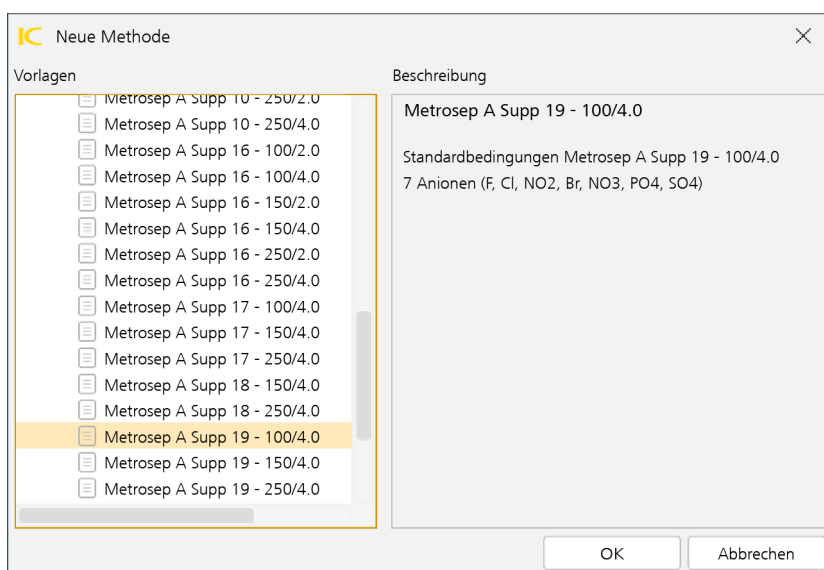 IC Neue Methode
Vorlagen
Metrosep A Supp 10 - 250/2.0
Metrosep A Supp 10 - 250/4.0
Metrosep A Supp 16 - 100/2.0
Metrosep A Supp 16 - 100/4.0
Metrosep A Supp 16 - 150/2.0
Metrosep A Supp 16 - 150/4.0
Metrosep A Supp 16 - 250/2.0
Metrosep A Supp 16 - 250/4.0
Metrosep A Supp 17 - 100/4.0
Metrosep A Supp 17 - 150/4.0
Metrosep A Supp 17 - 250/4.0
Metrosep A Supp 18 - 150/4.0
Metrosep A Supp 18 - 250/4.0
Metrosep A Supp 19 - 100/4.0
Metrosep A Supp 19 - 150/4.0
Metrosep A Supp 19 - 250/4.0
Beschreibung
Metrosep A Supp 19 - 100/4.0
Standardbedingungen Metrosep A Supp 19 - 100/4.0
7 Anionen (F, Cl, NO2, Br, NO3, PO4, SO4)
OK
Abbrechen